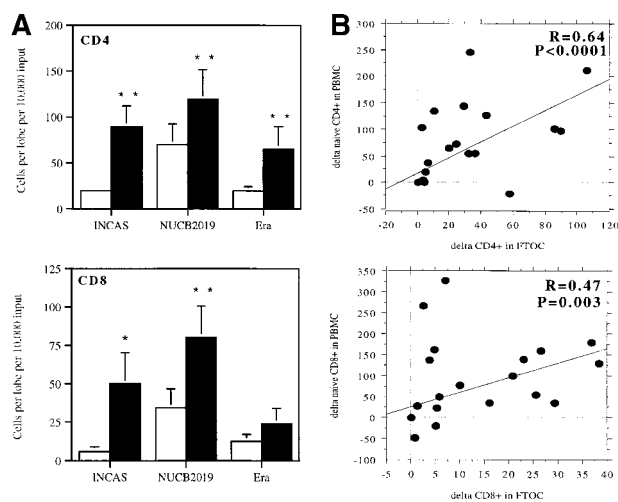 A
CD4
Cells per lobe per 10,000 input
200
150
100
50
0
* *
* *
* *
INCAS
NUCB2019
Era
CD8
Cells per lobe per 10,000 input
125
100
75
50
25
0
*
* *
INCAS
NUCB2019
Era
B
R=0.64
P<0.0001
delta naive CD4+ in PBMC
250
200
150
100
50
0
-50
-20
0
20
40
60
80
100
120
delta CD4+ in FTOC
R=0.47
P=0.003
delta naive CD8+ in PBMC
350
300
250
200
150
100
50
0
-50
-100
0
5
10
15
20
25
30
35
40
delta CD8+ in FTOC